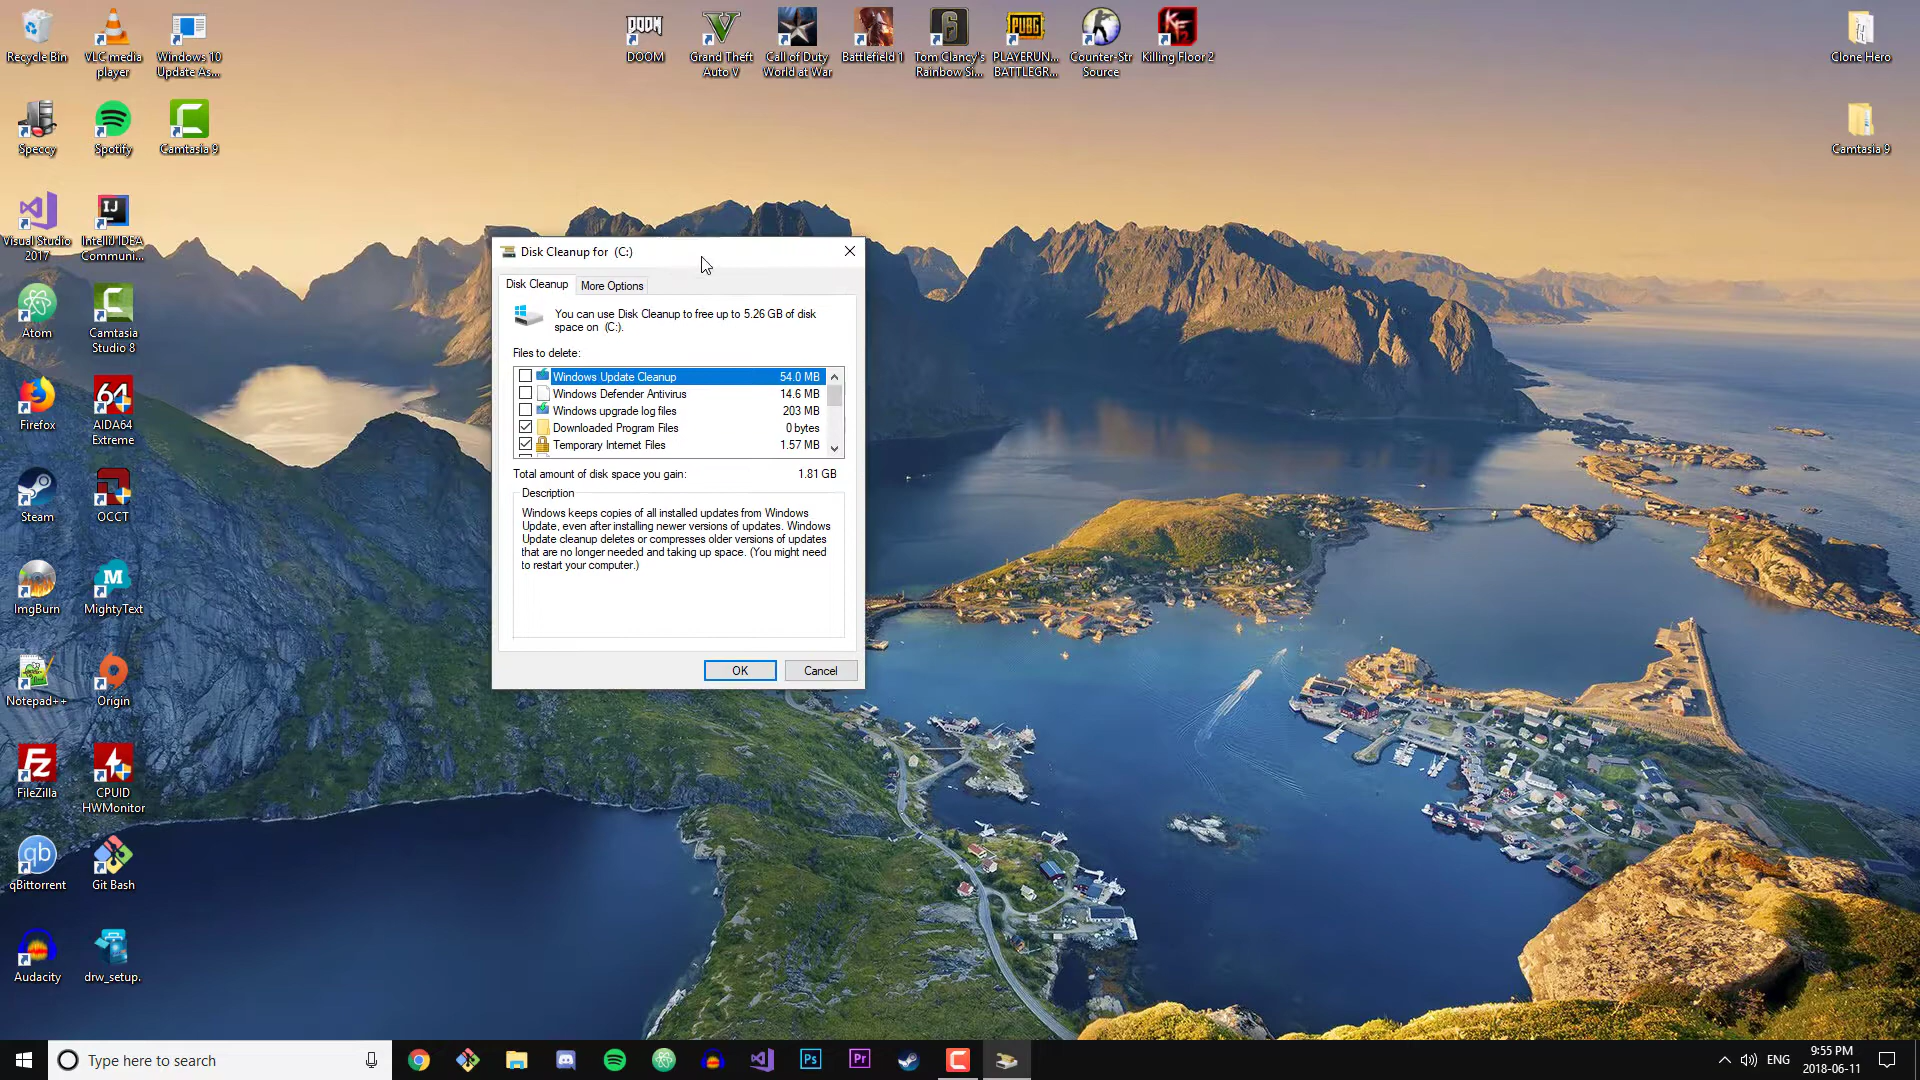 Recycle Bin
VLC media
player
Windows 10
Update As...
DOOM
Grand Theft
Auto V
Call of Duty
World at War
Battlefield 1
Tom Clancy's
Rainbow Si...
PLAYERUN...
BATTLEGR...
Counter-Str
Source
Killing Floor 2
Clone Hero
Speccy
Spotify
Camtasia 9
Camtasia 9
Visual Studio
2017
IntelliJ IDEA
Communi...
Atom
Camtasia
Studio 8
Firefox
AIDA64
Extreme
Steam
OCCT
ImgBurn
MightyText
Notepad++
Origin
FileZilla
CPUID
HWMonitor
qBittorrent
Git Bash
Audacity
drw_setup.
Disk Cleanup for (C:)
Disk Cleanup
More Options
You can use Disk Cleanup to free up to 5.26 GB of disk
space on (C:).
Files to delete:
Windows Update Cleanup 54.0 MB
Windows Defender Antivirus 14.6 MB
Windows upgrade log files 203 MB
Downloaded Program Files 0 bytes
Temporary Internet Files 1.57 MB
Total amount of disk space you gain: 1.81 GB
Description
Windows keeps copies of all installed updates from Windows
Update, even after installing newer versions of updates. Windows
Update cleanup deletes or compresses older versions of updates
that are no longer needed and taking up space. (You might need
to restart your computer.)
OK
Cancel
Type here to search
Ps
Pr
ENG
9:55 PM
2018-06-11